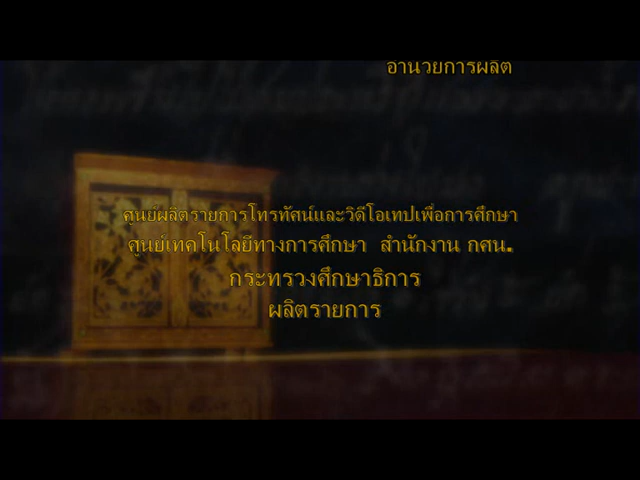 อำนวยการผลิต
ศูนย์ผลิตรายการโทรทัศน์และวิดีโอเทปเพื่อการศึกษา
ศูนย์เทคโนโลยีทางการศึกษา สำนักงาน กศน.
กระทรวงศึกษาธิการ
ผลิตรายการ